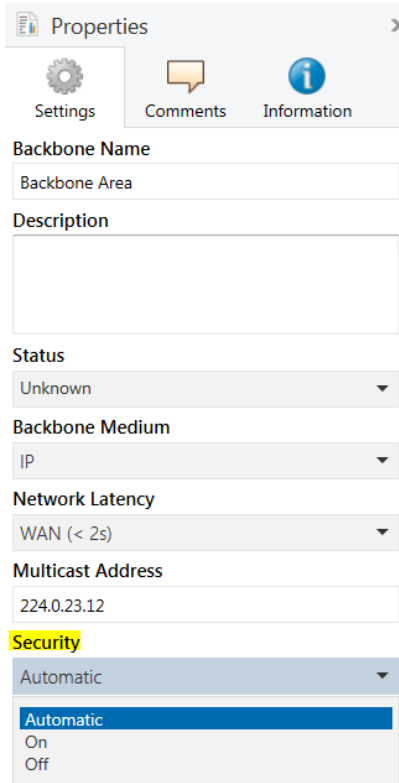 Properties
Settings Comments Information
Backbone Name
Backbone Area
Description
Status
Unknown
Backbone Medium
IP
Network Latency
WAN (< 2s)
Multicast Address
224.0.23.12
Security
Automatic
Automatic
On
Off